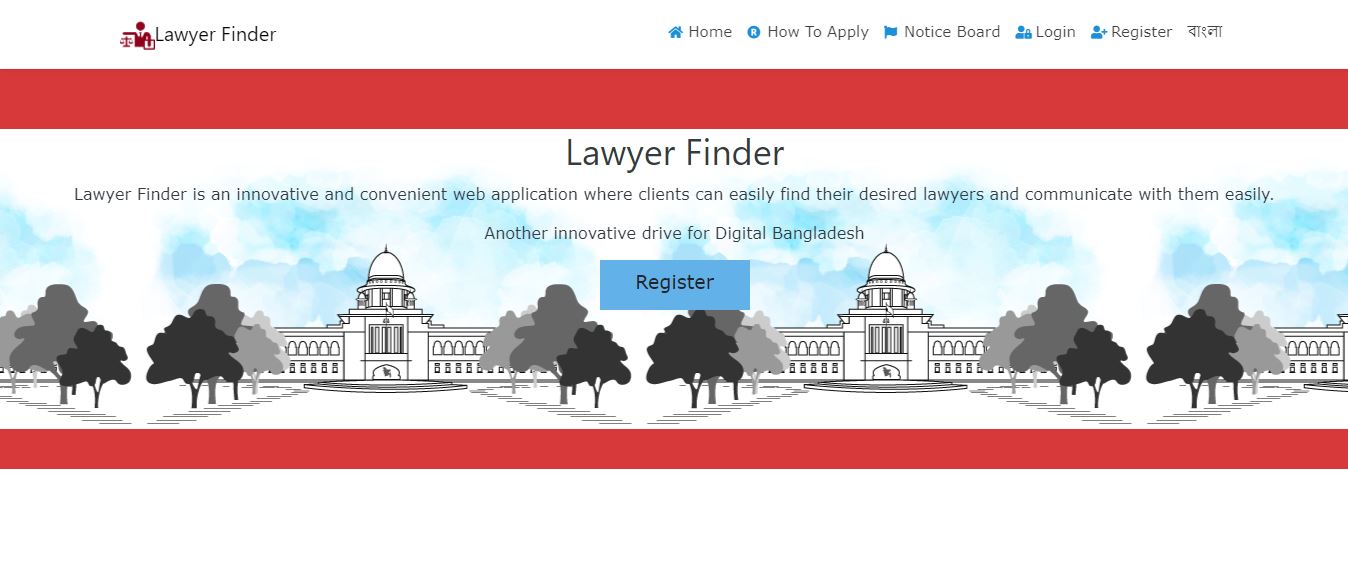 Lawyer Finder
Home How To Apply Notice Board Login Register বাংলা
Lawyer Finder
Lawyer Finder is an innovative and convenient web application where clients can easily find their desired lawyers and communicate with them easily.
Another innovative drive for Digital Bangladesh
Register